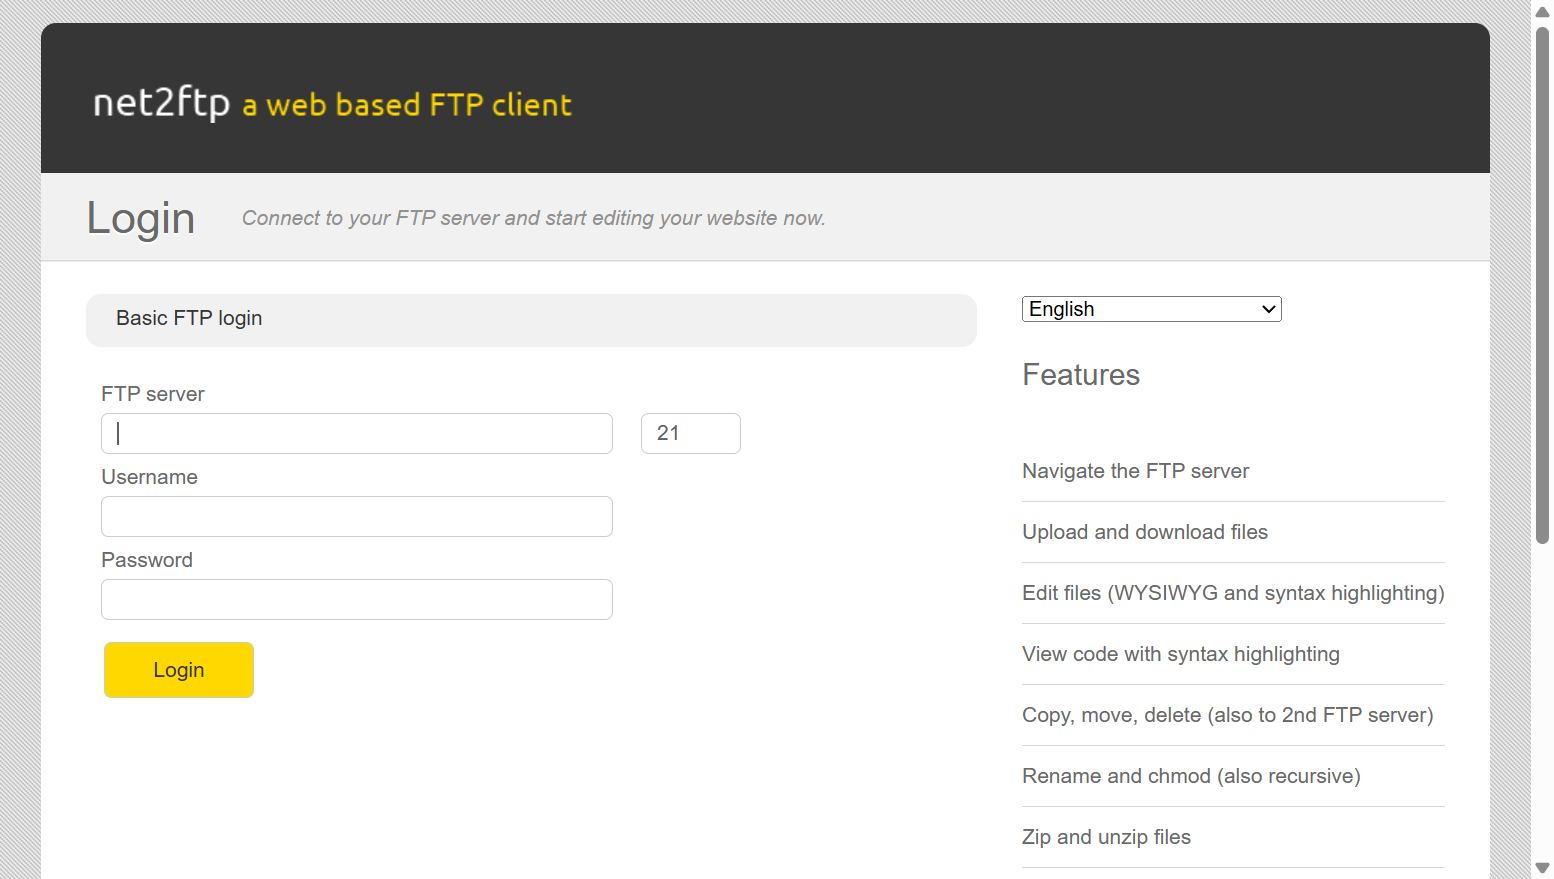 net2ftp a web based FTP client
Login
Connect to your FTP server and start editing your website now.
Basic FTP login
FTP server
21
Username
Password
Login
English
Features
Navigate the FTP server
Upload and download files
Edit files (WYSIWYG and syntax highlighting)
View code with syntax highlighting
Copy, move, delete (also to 2nd FTP server)
Rename and chmod (also recursive)
Zip and unzip files